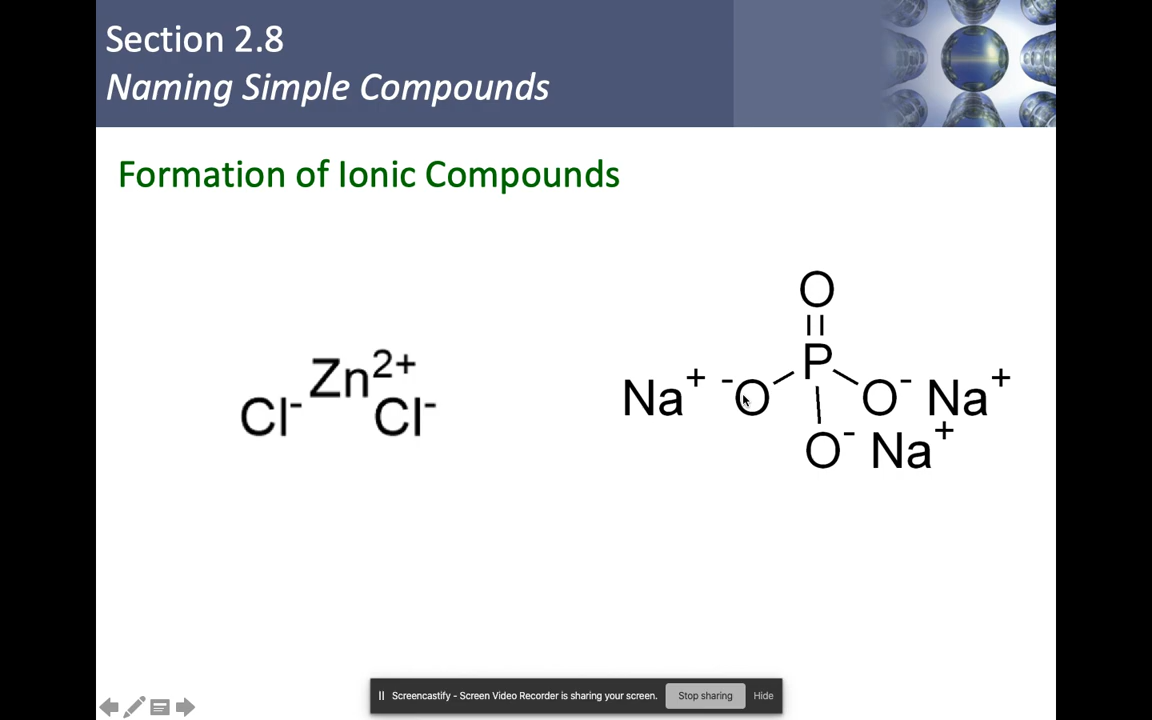 Section 2.8
Naming Simple Compounds
Formation of Ionic Compounds
Zn2+
Cl- Cl-
O
P
Na+ -O O- Na+
O- Na+
Screencastify - Screen Video Recorder is sharing your screen. Stop sharing Hide